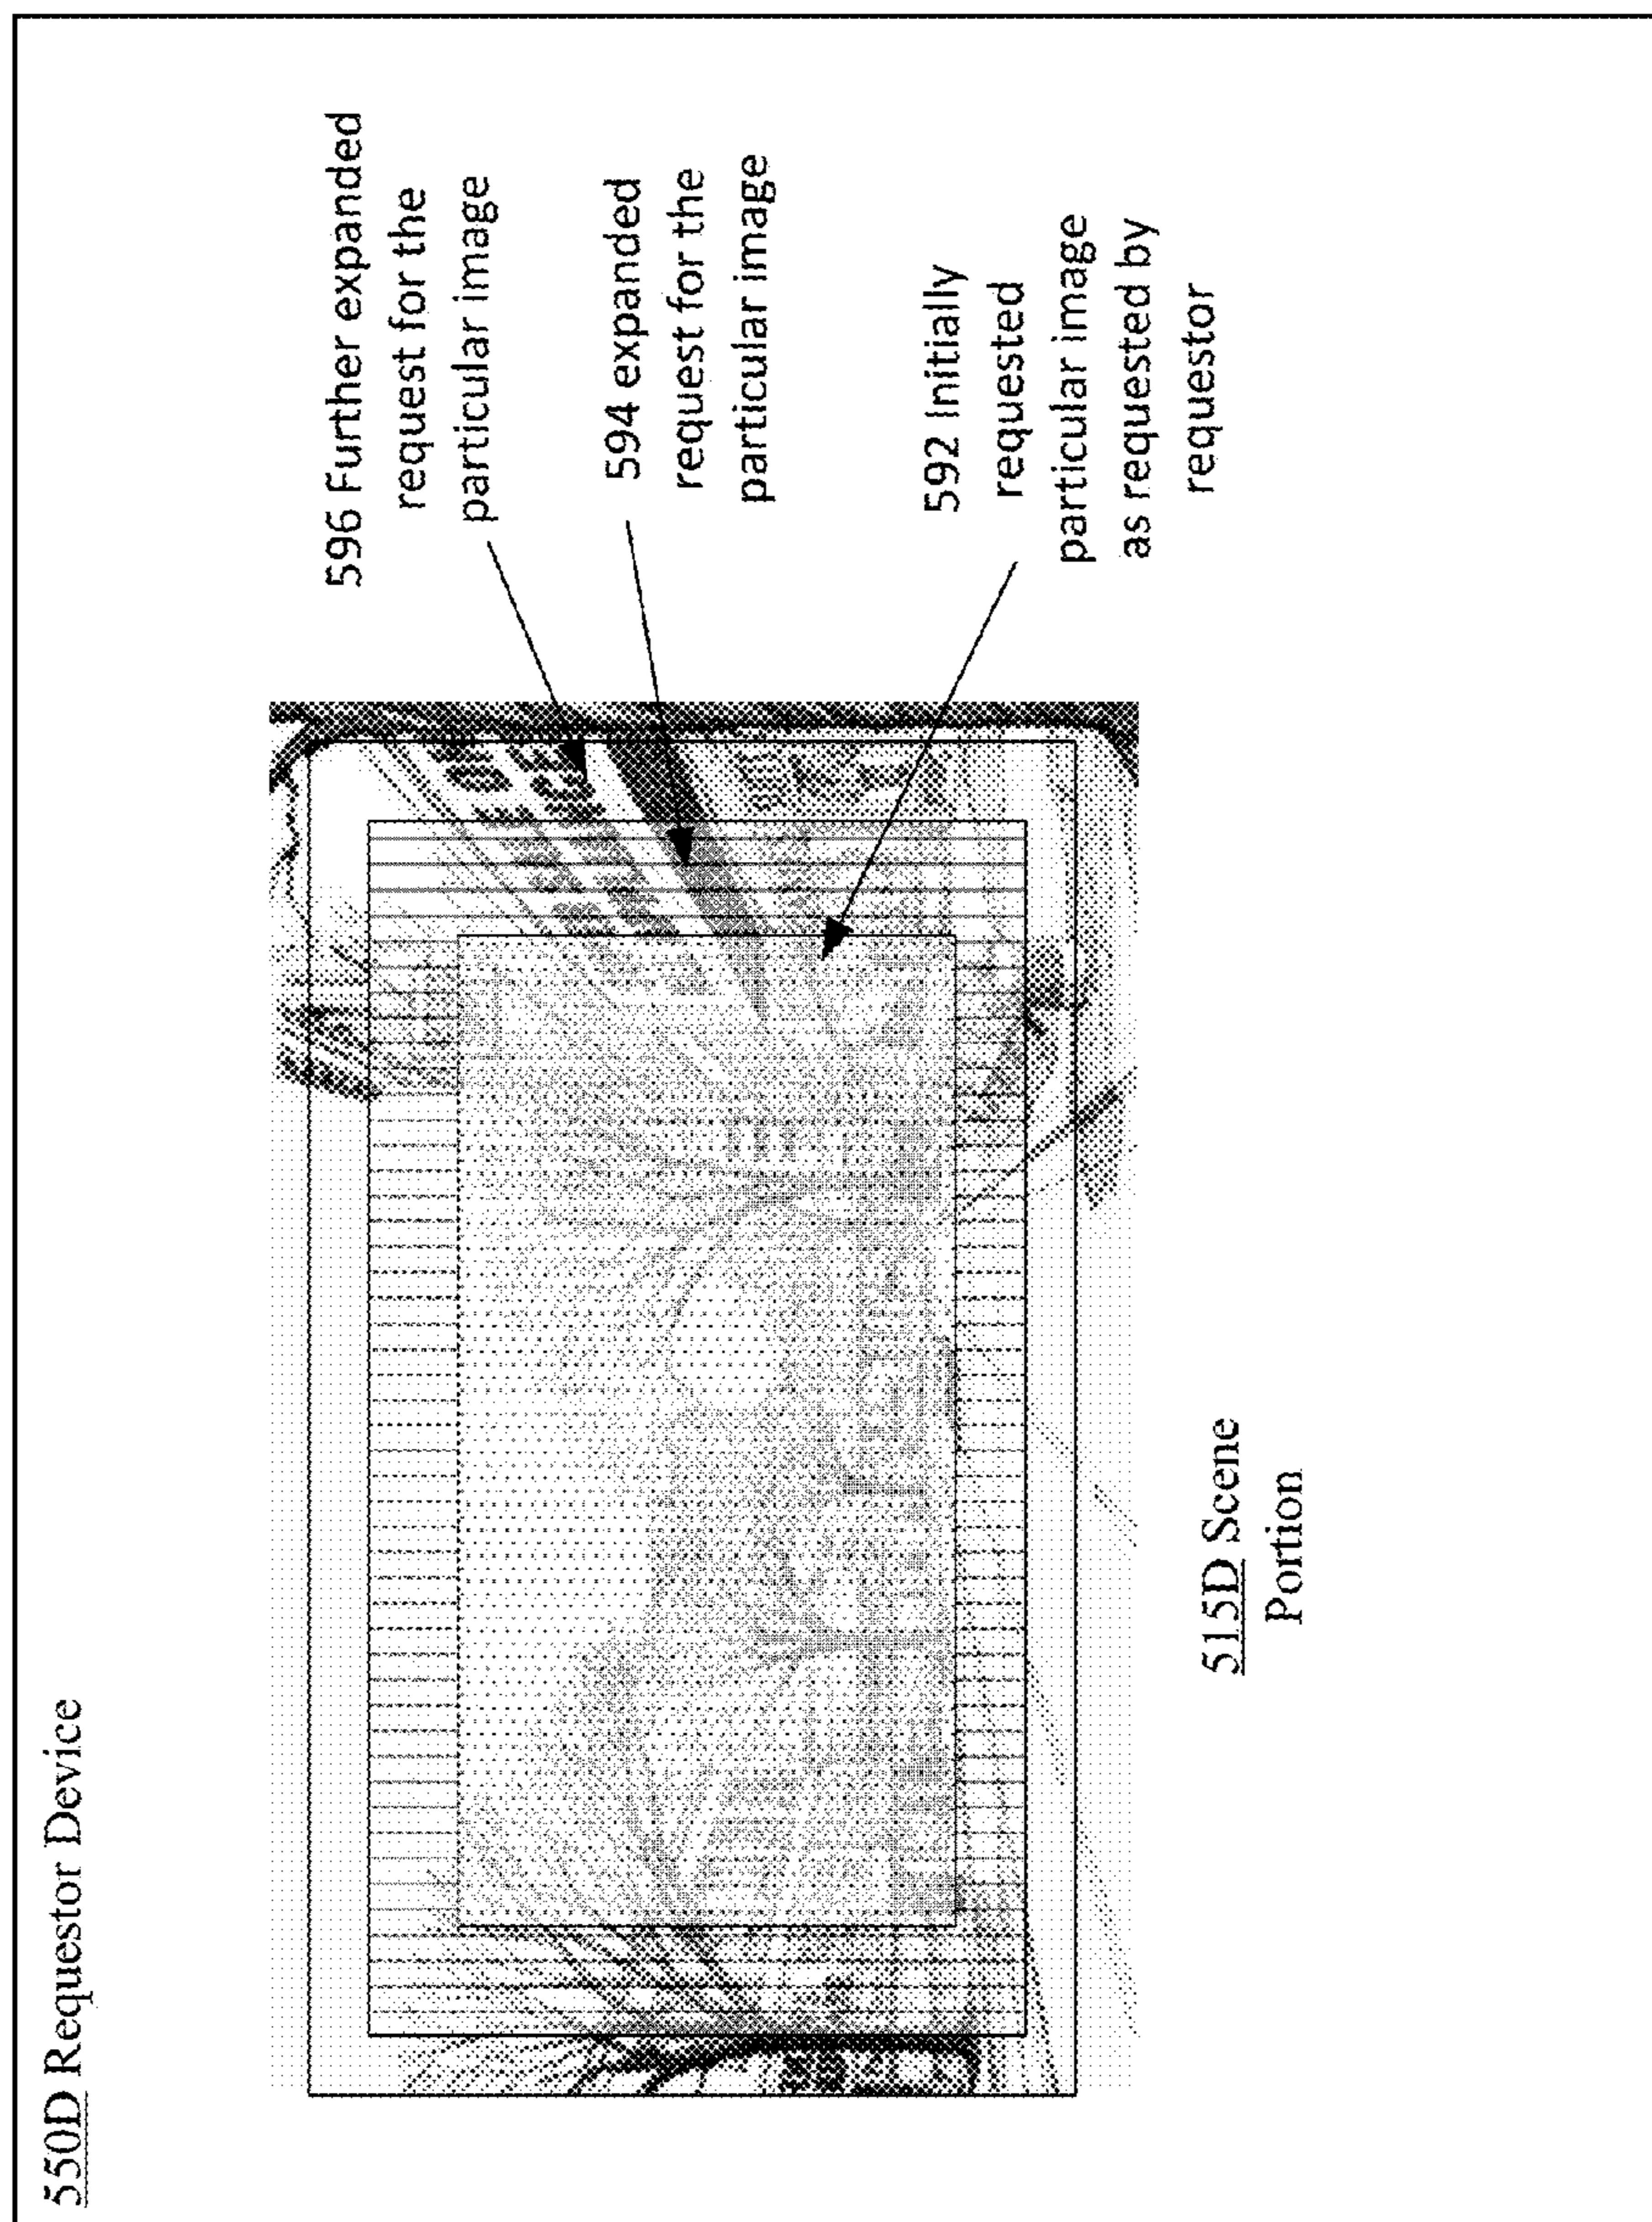 550D Requestor Device
596 Further expanded
request for the
particular image
594 expanded
request for the
particular image
592 Initially
requested
particular image
as requested by
requestor
515D Scene
Portion